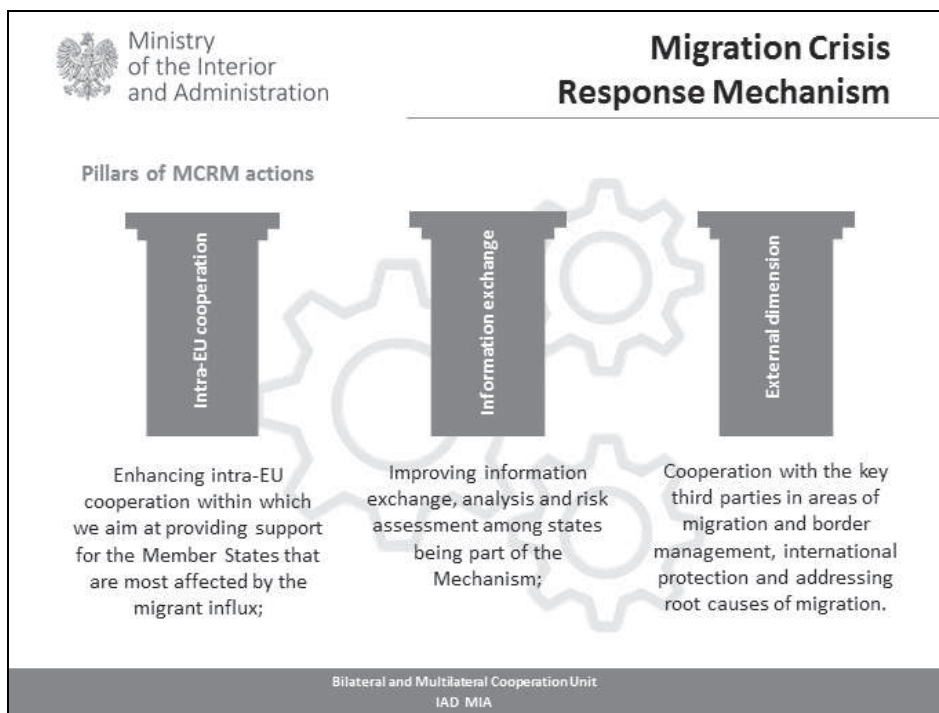 Ministry
of the Interior
and Administration
Migration Crisis
Response Mechanism
Pillars of MCRM actions
Intra-EU cooperation
Information exchange
External dimension
Enhancing intra-EU
cooperation within which
we aim at providing support
for the Member States that
are most affected by the
migrant influx;
Improving information
exchange, analysis and risk
assessment among states
being part of the
Mechanism;
Cooperation with the key
third parties in areas of
migration and border
management, international
protection and addressing
root causes of migration.
Bilateral and Multilateral Cooperation Unit
IAD MIA